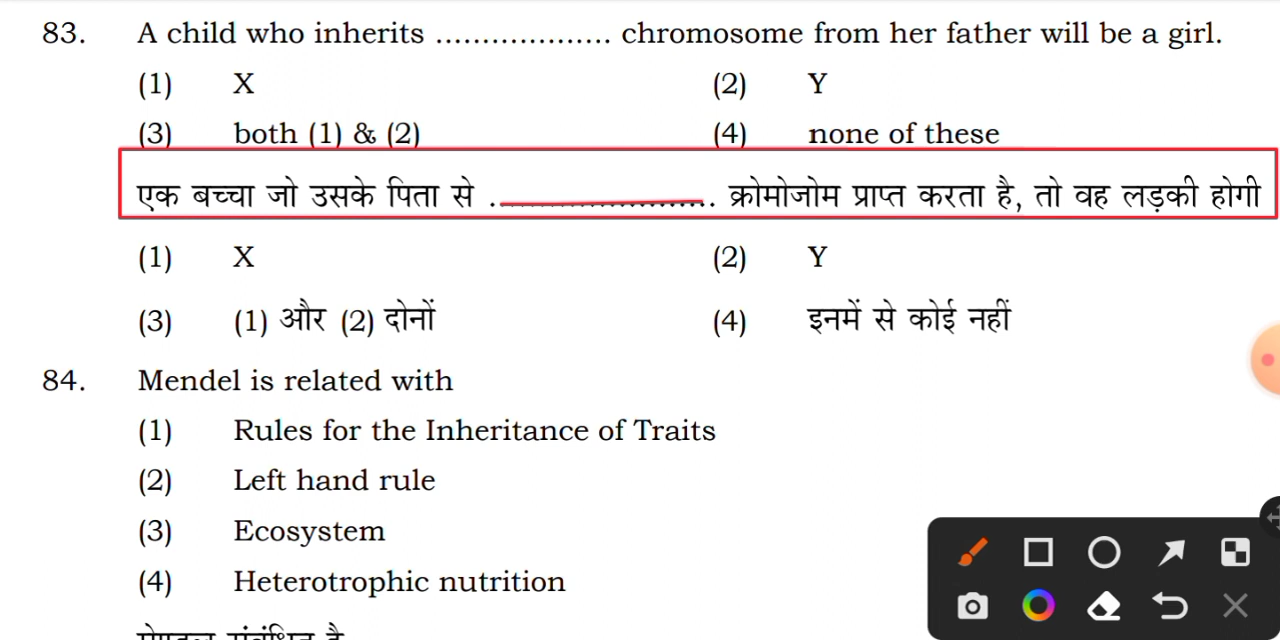 83. A child who inherits ................... chromosome from her father will be a girl.
(1) X (2) Y
(3) both (1) & (2) (4) none of these
एक बच्चा जो उसके पिता से ........................ क्रोमोजोम प्राप्त करता है, तो वह लड़की होगी
(1) X (2) Y
(3) (1) और (2) दोनों (4) इनमें से कोई नहीं
84. Mendel is related with
(1) Rules for the Inheritance of Traits
(2) Left hand rule
(3) Ecosystem
(4) Heterotrophic nutrition